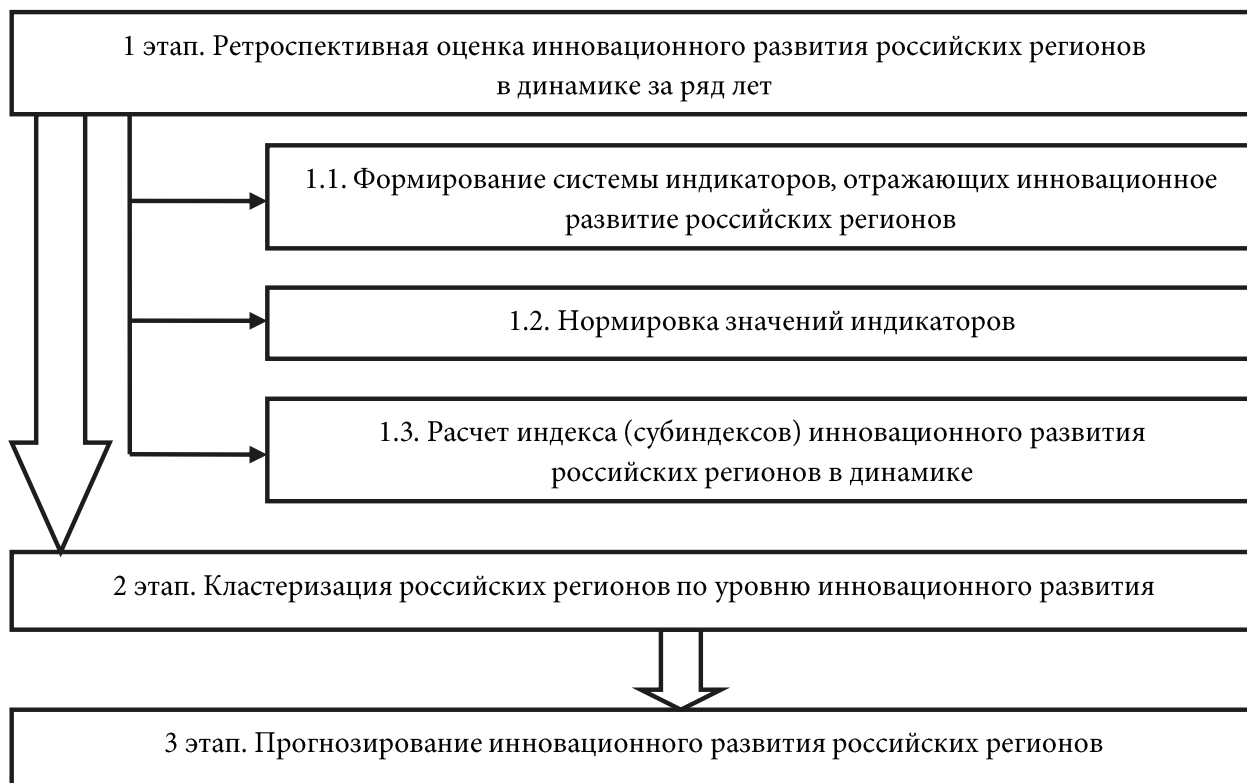 1 этап. Ретроспективная оценка инновационного развития российских регионов
в динамике за ряд лет
1.1. Формирование системы индикаторов, отражающих инновационное
развитие российских регионов
1.2. Нормировка значений индикаторов
1.3. Расчет индекса (субиндексов) инновационного развития
российских регионов в динамике
2 этап. Кластеризация российских регионов по уровню инновационного развития
3 этап. Прогнозирование инновационного развития российских регионов